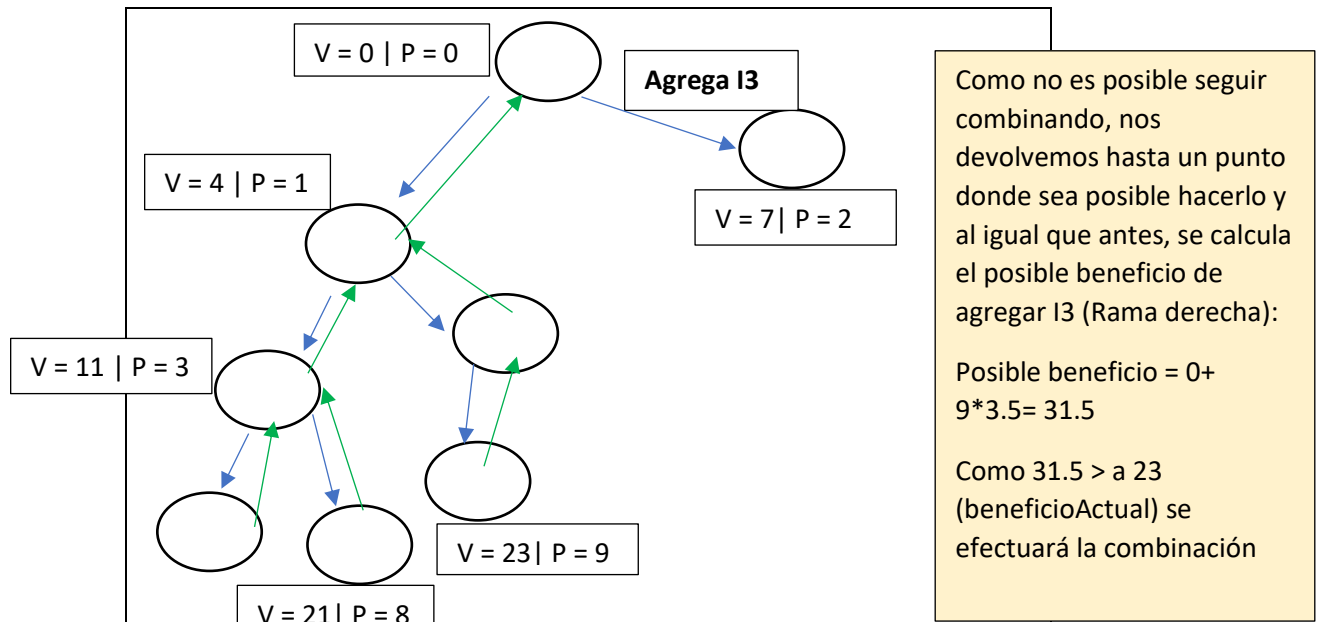 V = 0 | P = 0
Agrega I3
V = 4 | P = 1
V = 7| P = 2
V = 11 | P = 3
V = 23| P = 9
V = 21| P = 8
Como no es posible seguir
combinando, nos
devolvemos hasta un punto
donde sea posible hacerlo y
al igual que antes, se calcula
el posible beneficio de
agregar I3 (Rama derecha):
Posible beneficio = 0+
9*3.5= 31.5
Como 31.5 > a 23
(beneficioActual) se
efectuará la combinación